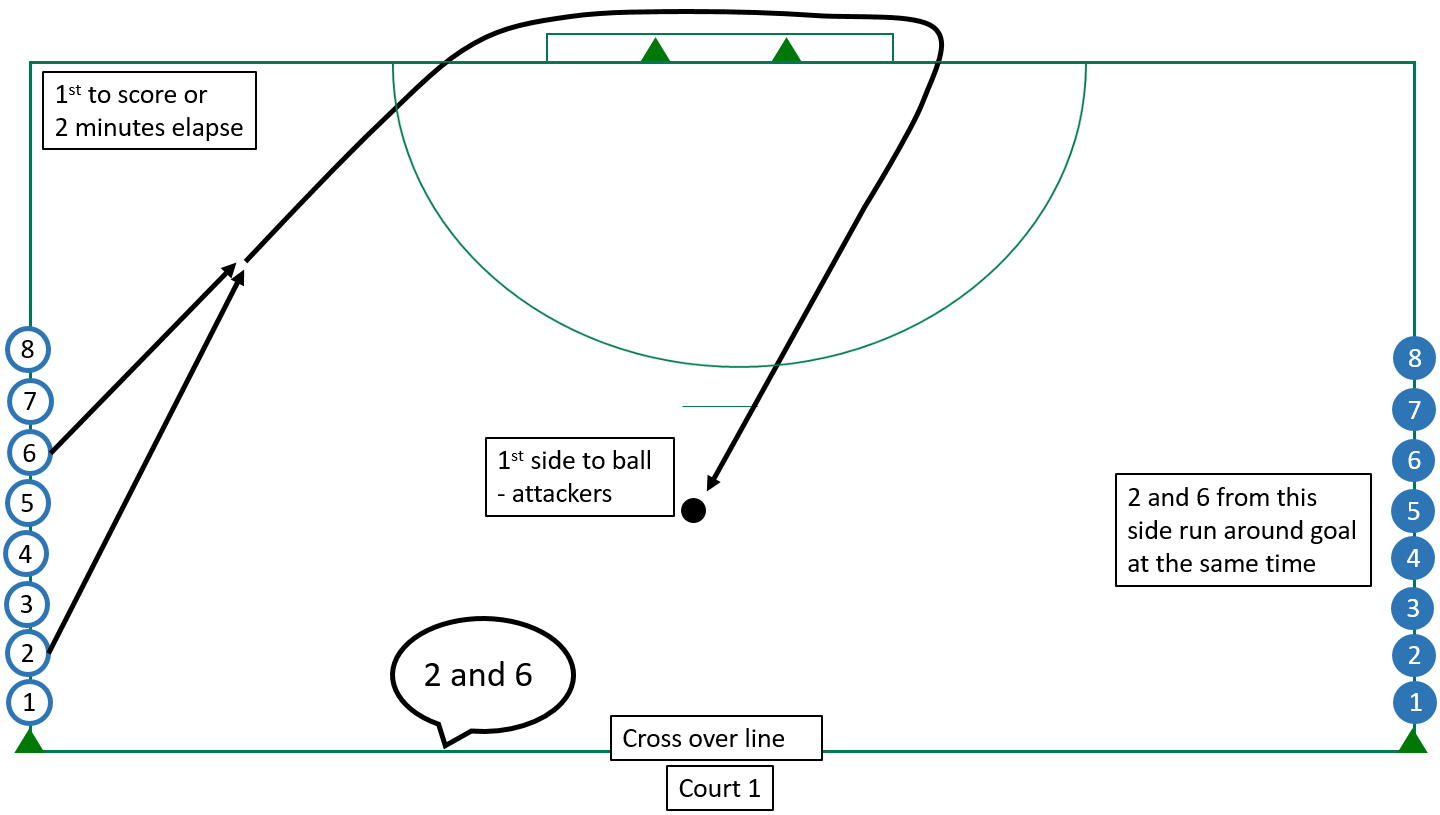 1st to score or
2 minutes elapse
8
7
6
5
4
3
2
1
1st side to ball
- attackers
2 and 6
2 and 6 from this
side run around goal
at the same time
8
7
6
5
4
3
2
1
Cross over line
Court 1